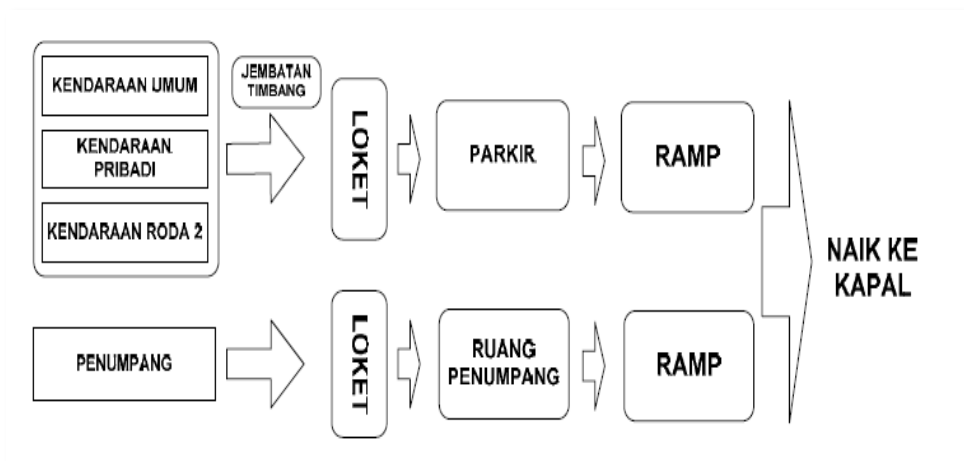 KENDARAAN UMUM
KENDARAAN
PRIBADI
KENDARAAN RODA 2
JEMBATAN
TIMBANG
LOKET
PARKIR
RAMP
PENUMPANG
LOKET
RUANG
PENUMPANG
RAMP
NAIK KE
KAPAL